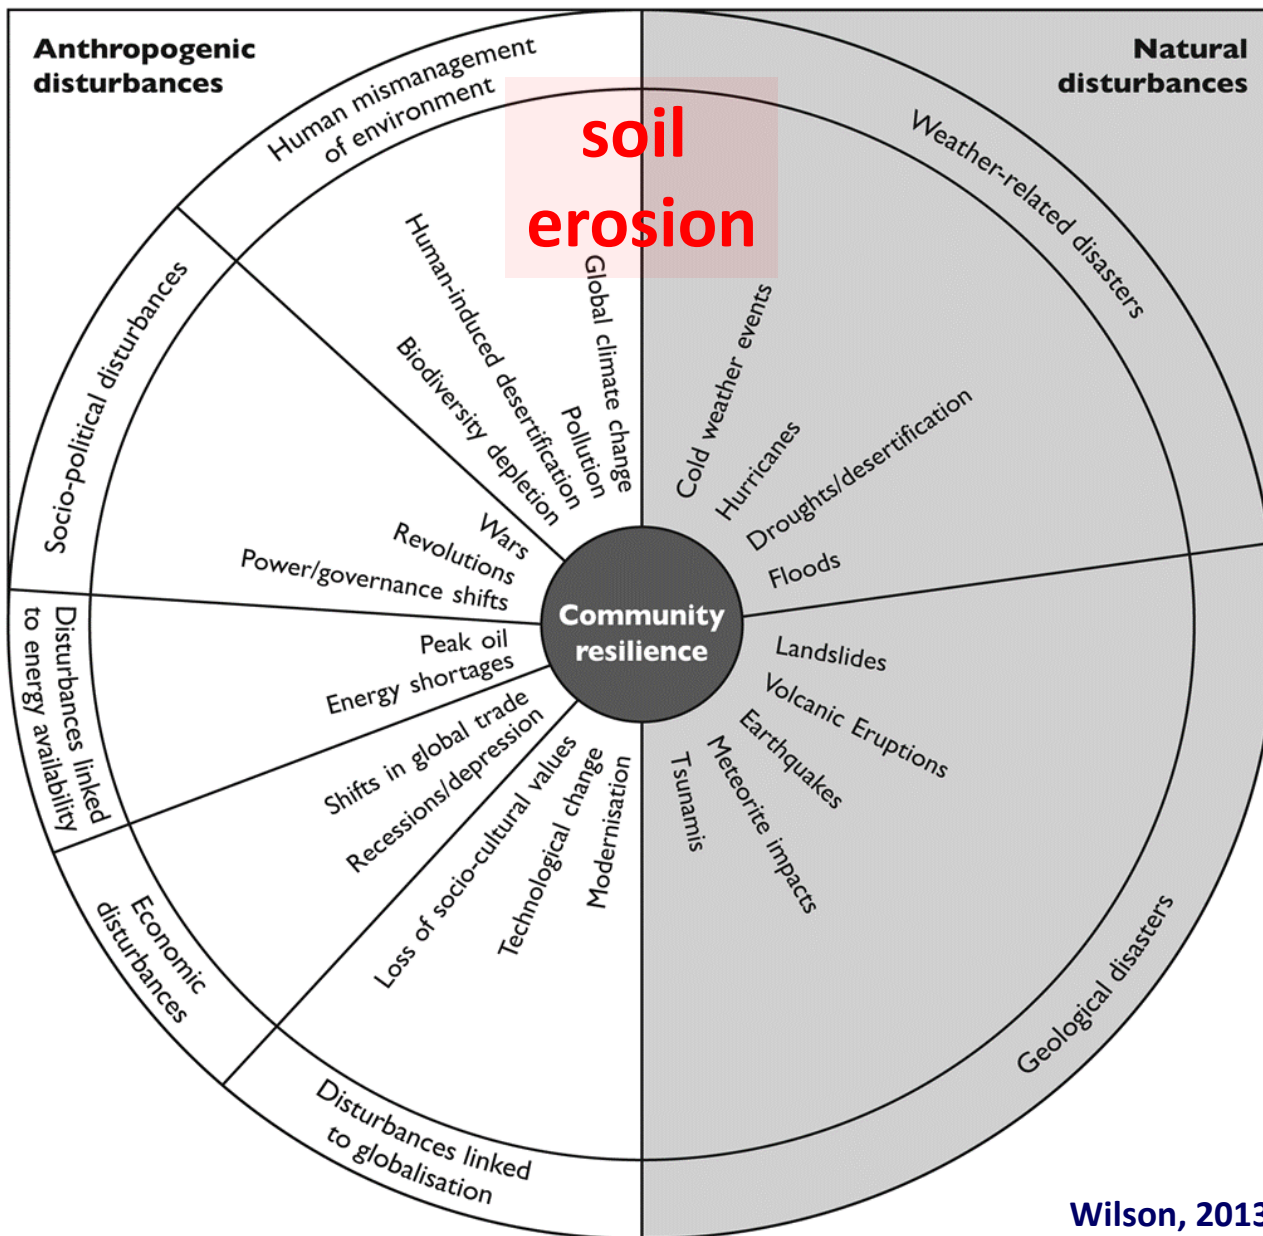 Anthropogenic
disturbances
Natural
disturbances
Human mismanagement
of environment
soil
erosion
Weather-related disasters
Socio-political disturbances
Human-induced desertification
Biodiversity depletion
Pollution
Global climate change
Cold weather events
Hurricanes
Droughts/desertification
Floods
Wars
Revolutions
Power/governance shifts
Community
resilience
Disturbances linked
to energy availability
Peak oil
Energy shortages
Landslides
Volcanic Eruptions
Earthquakes
Meteorite impacts
Tsunamis
Shifts in global trade
Recessions/depression
Loss of socio-cultural values
Technological change
Modernisation
Economic
disturbances
Geological disasters
Disturbances linked
to globalisation
Wilson, 2013